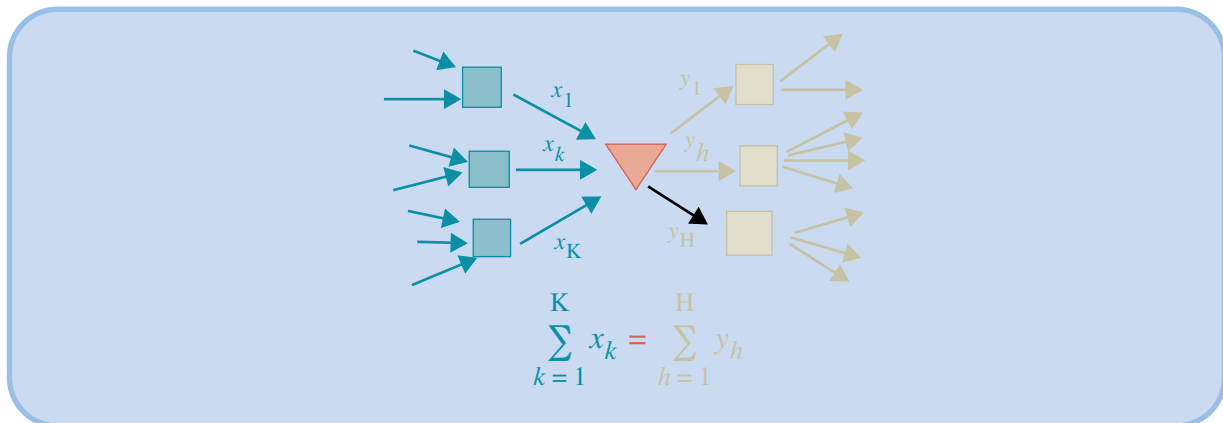 x1
y1
xk
yh
xK
yH
K H
∑ xk = ∑ yh
k = 1 h = 1